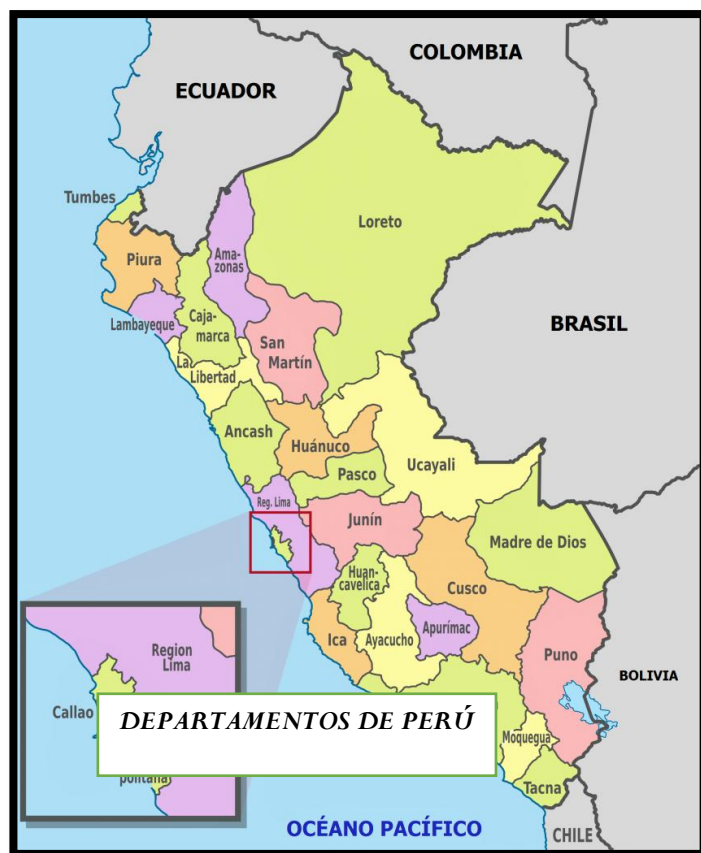 COLOMBIA
ECUADOR
Tumbes
Loreto
Piura
Ama-
zonas
Lambayeque
Caja-
marca
BRASIL
San
Martín
La
Libertad
Ancash
Huánuco
Ucayali
Pasco
Reg. Lima
Junín
Madre de Dios
Huan-
cavelica
Cusco
Ica
Ayacucho
Apurímac
Puno
BOLIVIA
Region
Lima
Callao
DEPARTAMENTOS DE PERÚ
Moquegua
politana
Tacna
OCÉANO PACÍFICO
CHILE